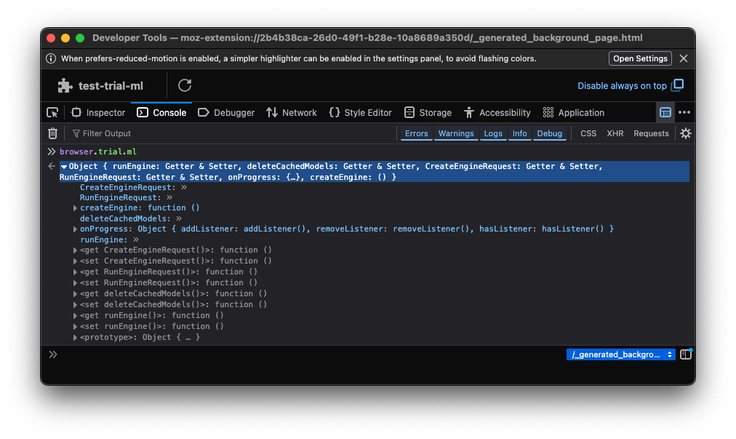 Developer Tools — moz-extension://2b4b38ca-26d0-49f1-b28e-10a8689a350d/_generated_background_page.html
When prefers-reduced-motion is enabled, a simpler highlighter can be enabled in the settings panel, to avoid flashing colors. Open Settings
test-trial-ml Disable always on top
Inspector Console Debugger Network Style Editor Storage Accessibility Application
Filter Output Errors Warnings Logs Info Debug CSS XHR Requests
browser.trial.ml
Object { runEngine: Getter & Setter, deleteCachedModels: Getter & Setter, CreateEngineRequest: Getter & Setter,
RunEngineRequest: Getter & Setter, onProgress: {…}, createEngine: () }
CreateEngineRequest: »
RunEngineRequest: »
createEngine: function ()
deleteCachedModels: »
onProgress: Object { addListener: addListener(), removeListener: removeListener(), hasListener: hasListener() }
runEngine: »
<get CreateEngineRequest()>: function ()
<set CreateEngineRequest()>: function ()
<get RunEngineRequest()>: function ()
<set RunEngineRequest()>: function ()
<get deleteCachedModels()>: function ()
<set deleteCachedModels()>: function ()
<get runEngine()>: function ()
<set runEngine()>: function ()
<prototype>: Object { … }
/_generated_backgro…